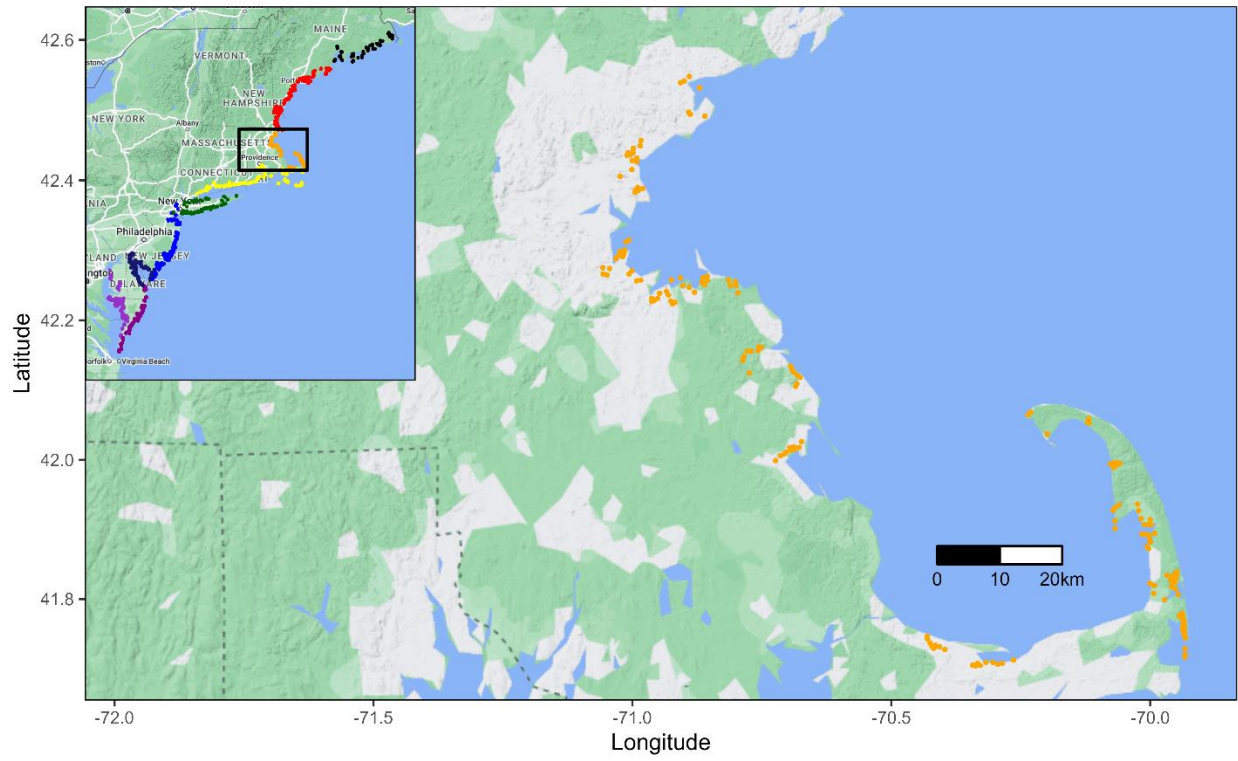 42.6
42.4
42.2
42.0
41.8
Latitude
MAINE
VERMONT
NEW
HAMPSHIRE
NEW YORK
Albany
MASSACHUSETTS
Providence
CONNECTICUT
New York
Philadelphia
NEW JERSEY
DELAWARE
Virginia Beach
0
10
20km
-72.0
-71.5
-71.0
-70.5
-70.0
Longitude